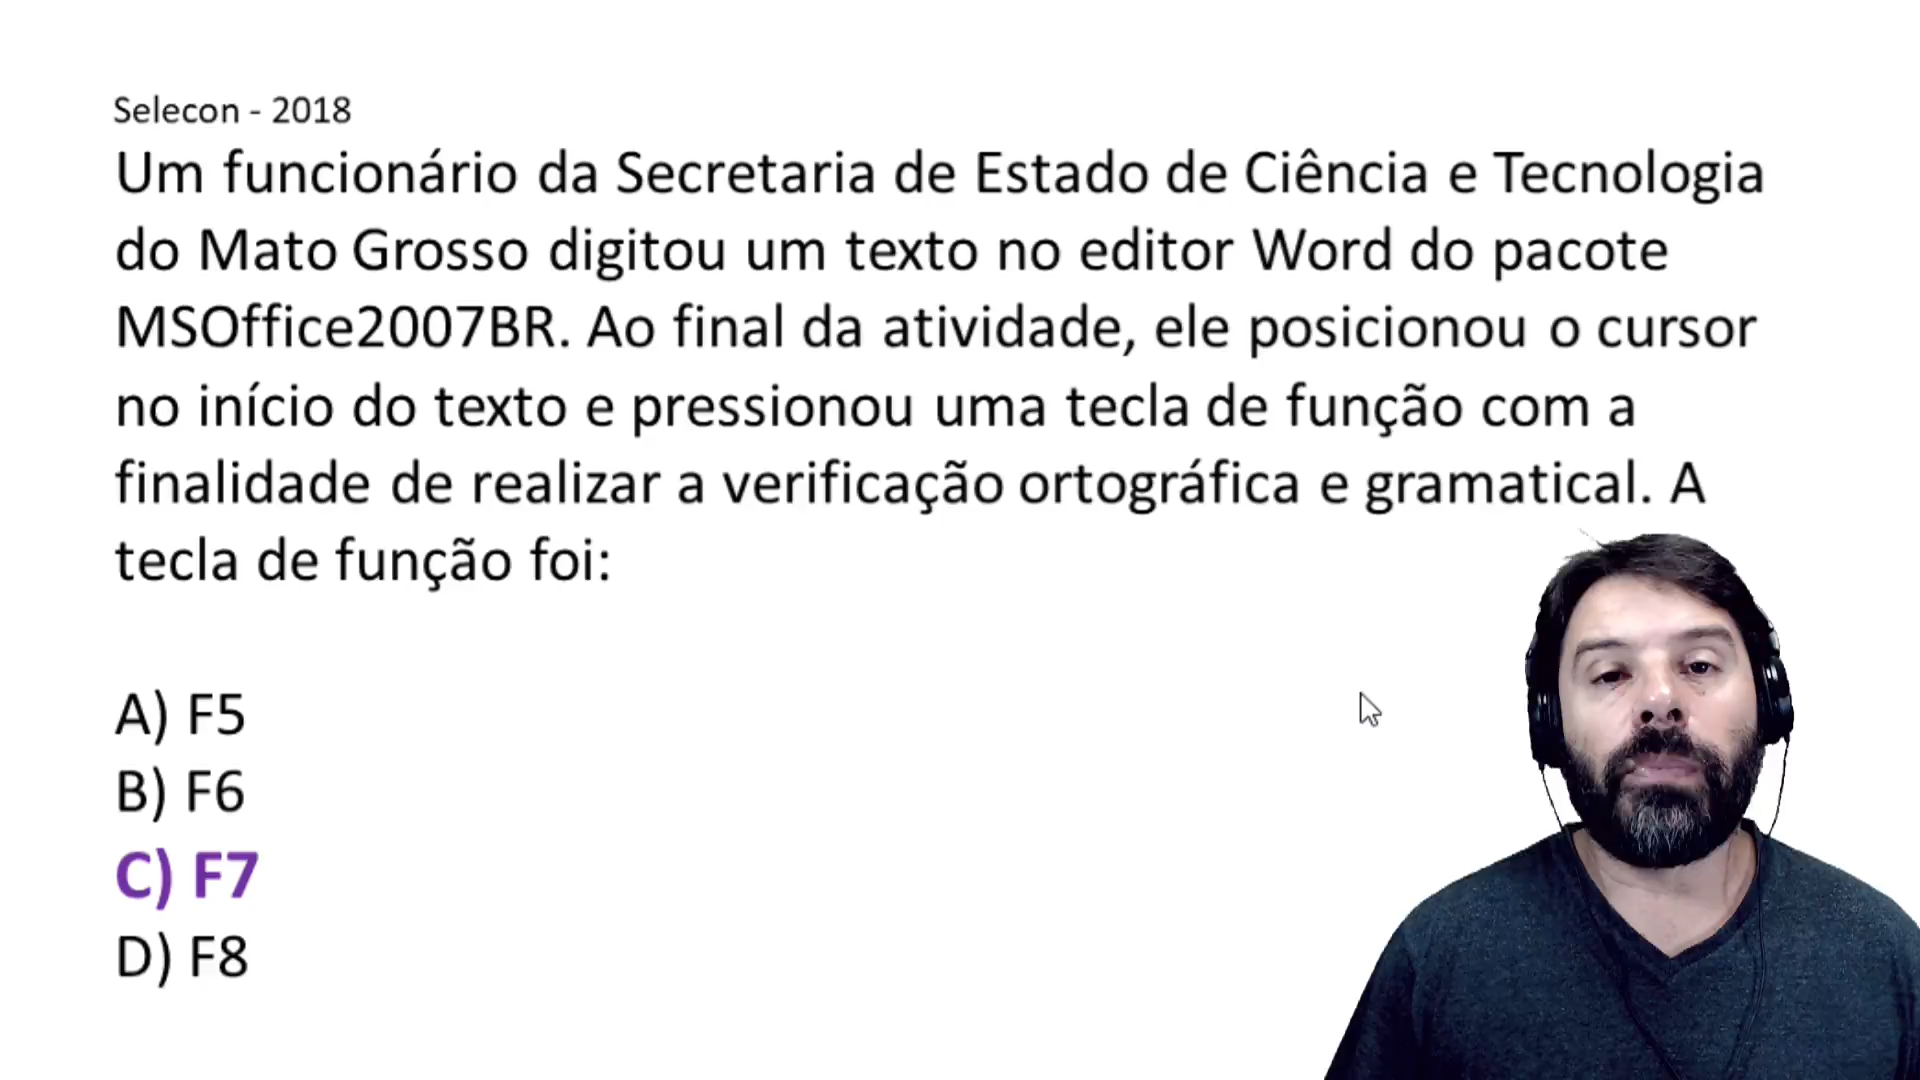 Selecon - 2018
Um funcionário da Secretaria de Estado de Ciência e Tecnologia
do Mato Grosso digitou um texto no editor Word do pacote
MSOffice2007BR. Ao final da atividade, ele posicionou o cursor
no início do texto e pressionou uma tecla de função com a
finalidade de realizar a verificação ortográfica e gramatical. A
tecla de função foi:
A) F5
B) F6
C) F7
D) F8